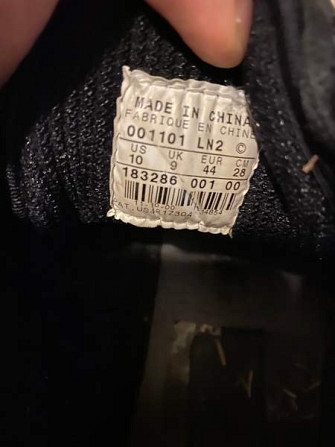 MADE IN CHINA
FABRIQUE EN CHINE
001101 LN2 ©
US UK EUR CM
10 9 44 28
183286 001 00